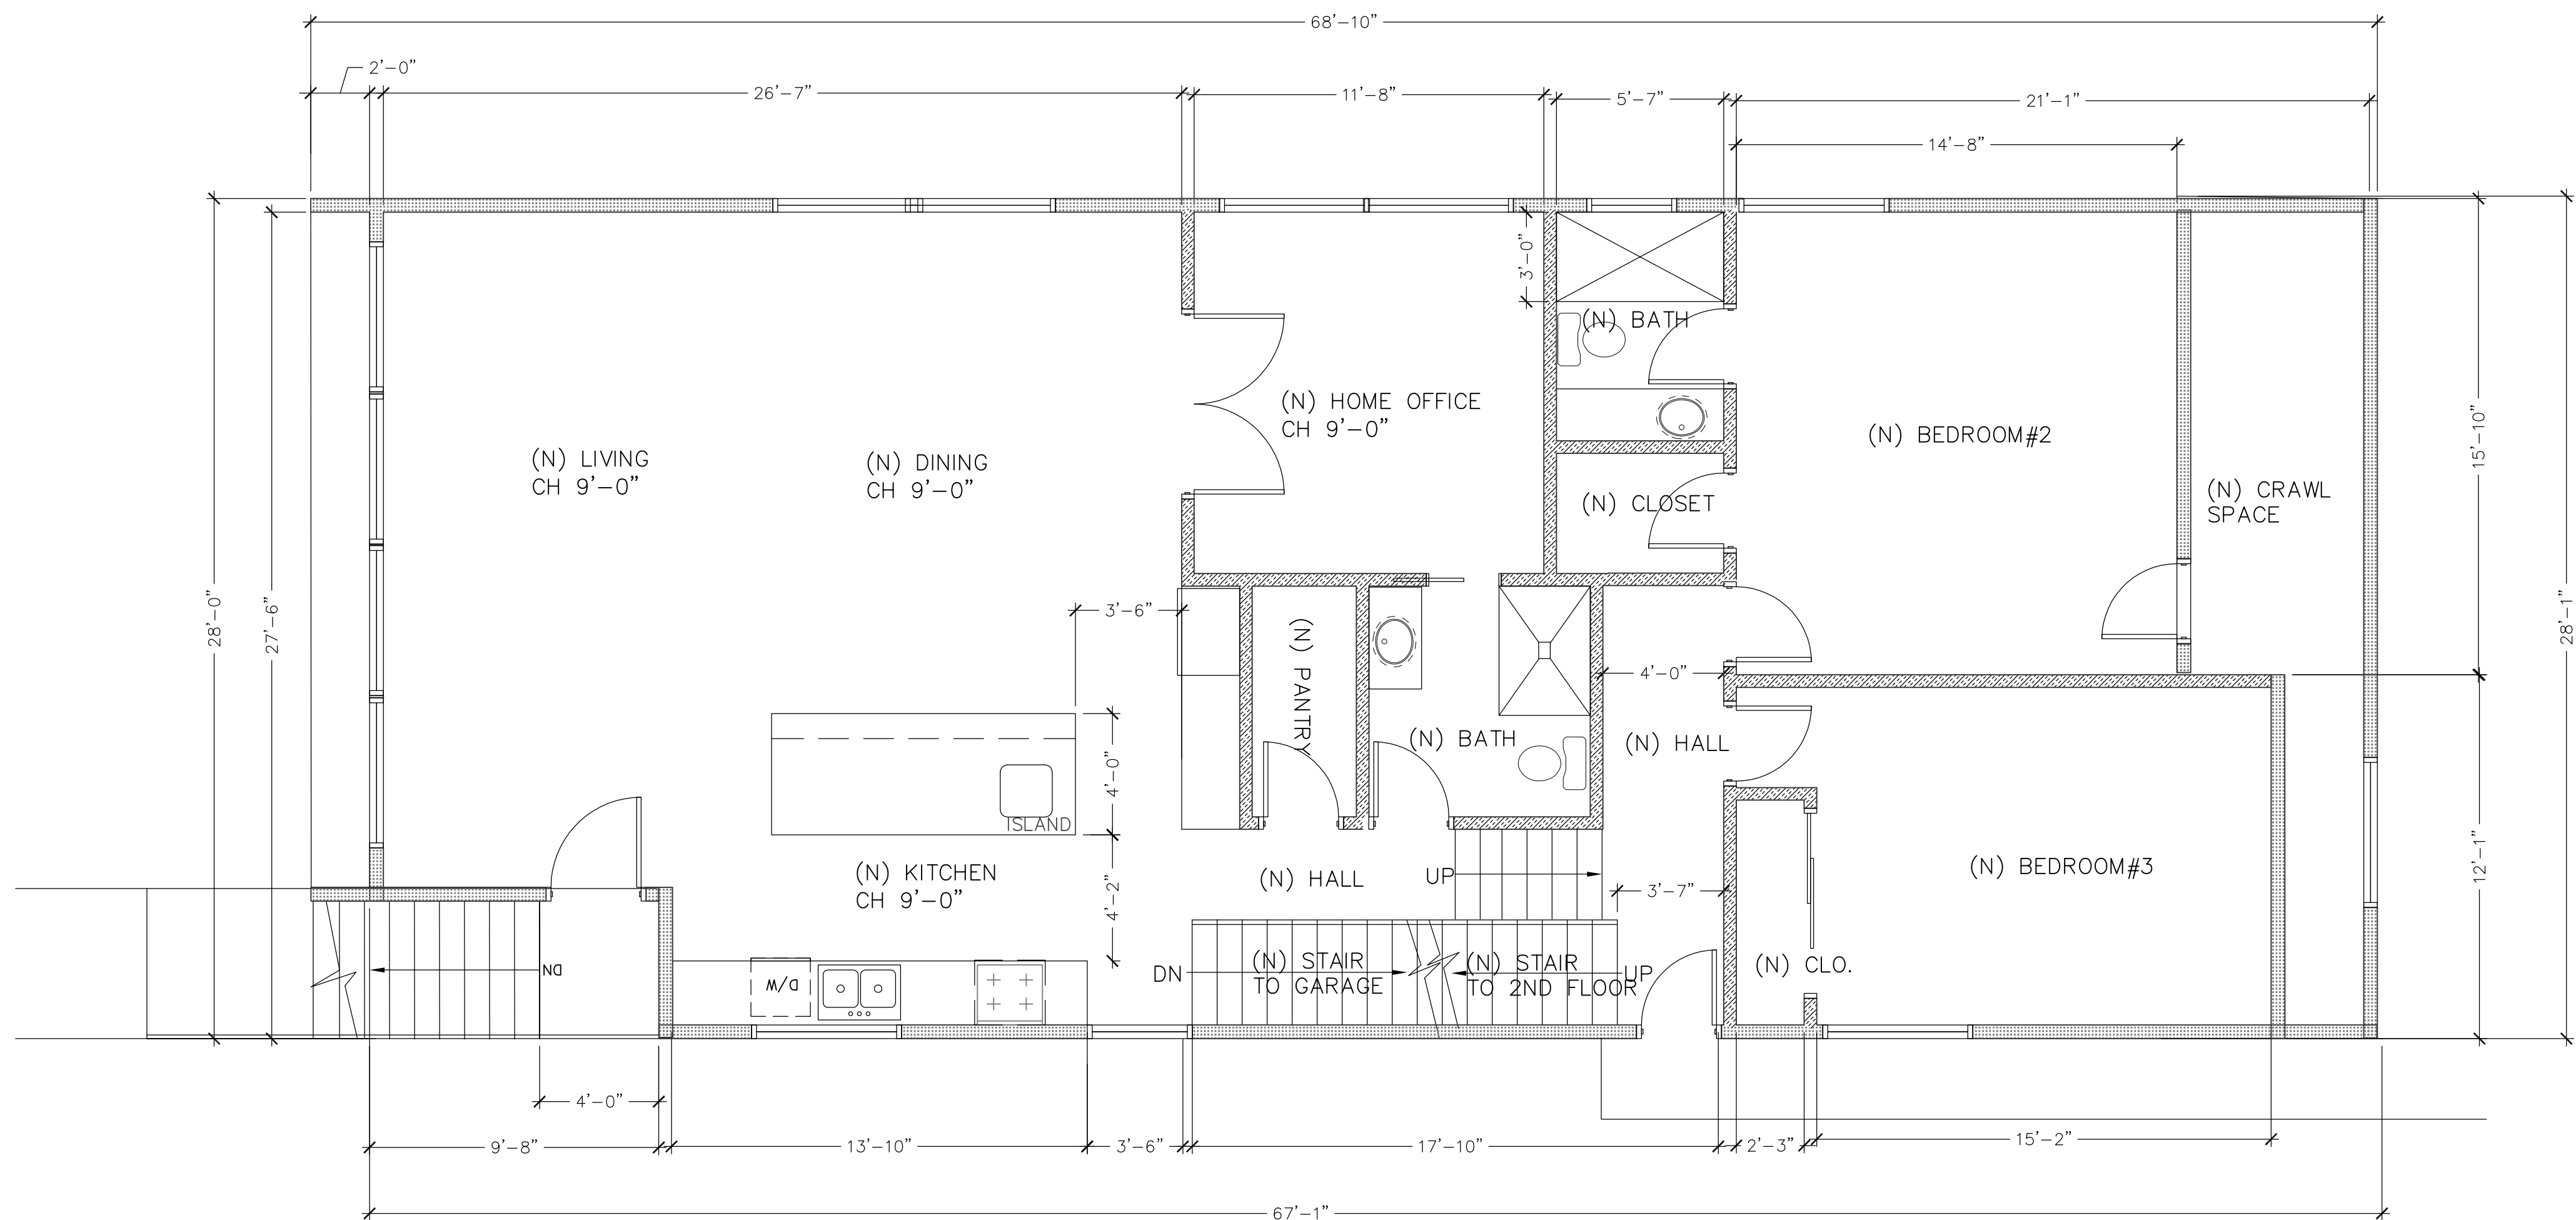 68'-10"
2'-0"
26'-7"
11'-8"
5'-7"
21'-1"
14'-8"
3'-0"
(N) BATH
(N) HOME OFFICE
CH 9'-0"
(N) BEDROOM#2
15'-10"
(N) LIVING
CH 9'-0"
(N) DINING
CH 9'-0"
(N) CLOSET
(N) CRAWL
SPACE
28'-0"
27'-6"
3'-6"
28'-1"
(N) PANTRY
4'-0"
(N) BATH
(N) HALL
4'-0"
ISLAND
(N) KITCHEN
CH 9'-0"
(N) HALL
UP
3'-7"
(N) BEDROOM#3
12'-1"
4'-2"
DN
D/W
DN
(N) STAIR
TO GARAGE
(N) STAIR
TO 2ND FLOOR
UP
(N) CLO.
4'-0"
9'-8"
13'-10"
3'-6"
17'-10"
2'-3"
15'-2"
67'-1"